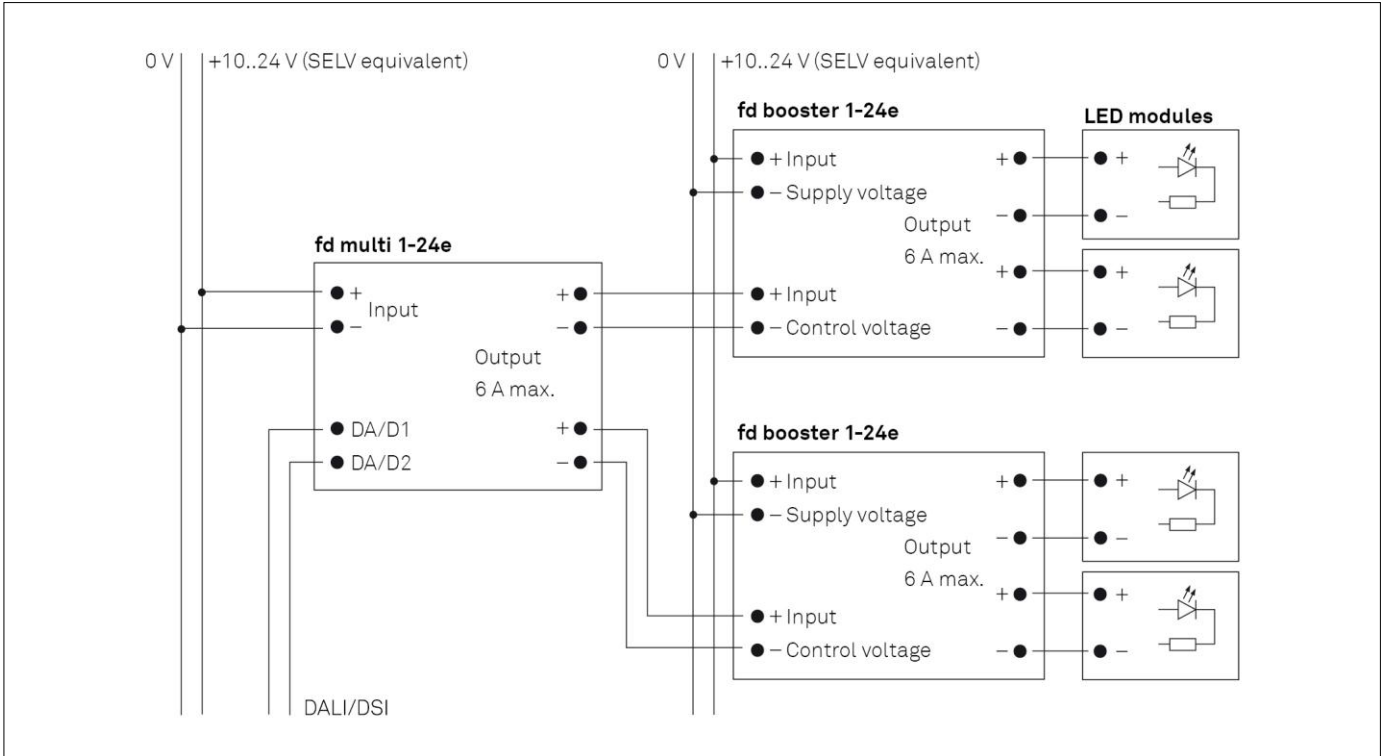 0 V +10..24 V (SELV equivalent)
0 V +10..24 V (SELV equivalent)
fd booster 1-24e
LED modules
+ Input
+
+
– Supply voltage
–
–
Output
6 A max.
+
+
+ Input
– Control voltage
–
–
fd multi 1-24e
+
Input
–
+
–
Output
6 A max.
DA/D1
+
DA/D2
–
fd booster 1-24e
+ Input
+
+
– Supply voltage
–
–
Output
6 A max.
+
+
+ Input
– Control voltage
–
–
DALI/DSI